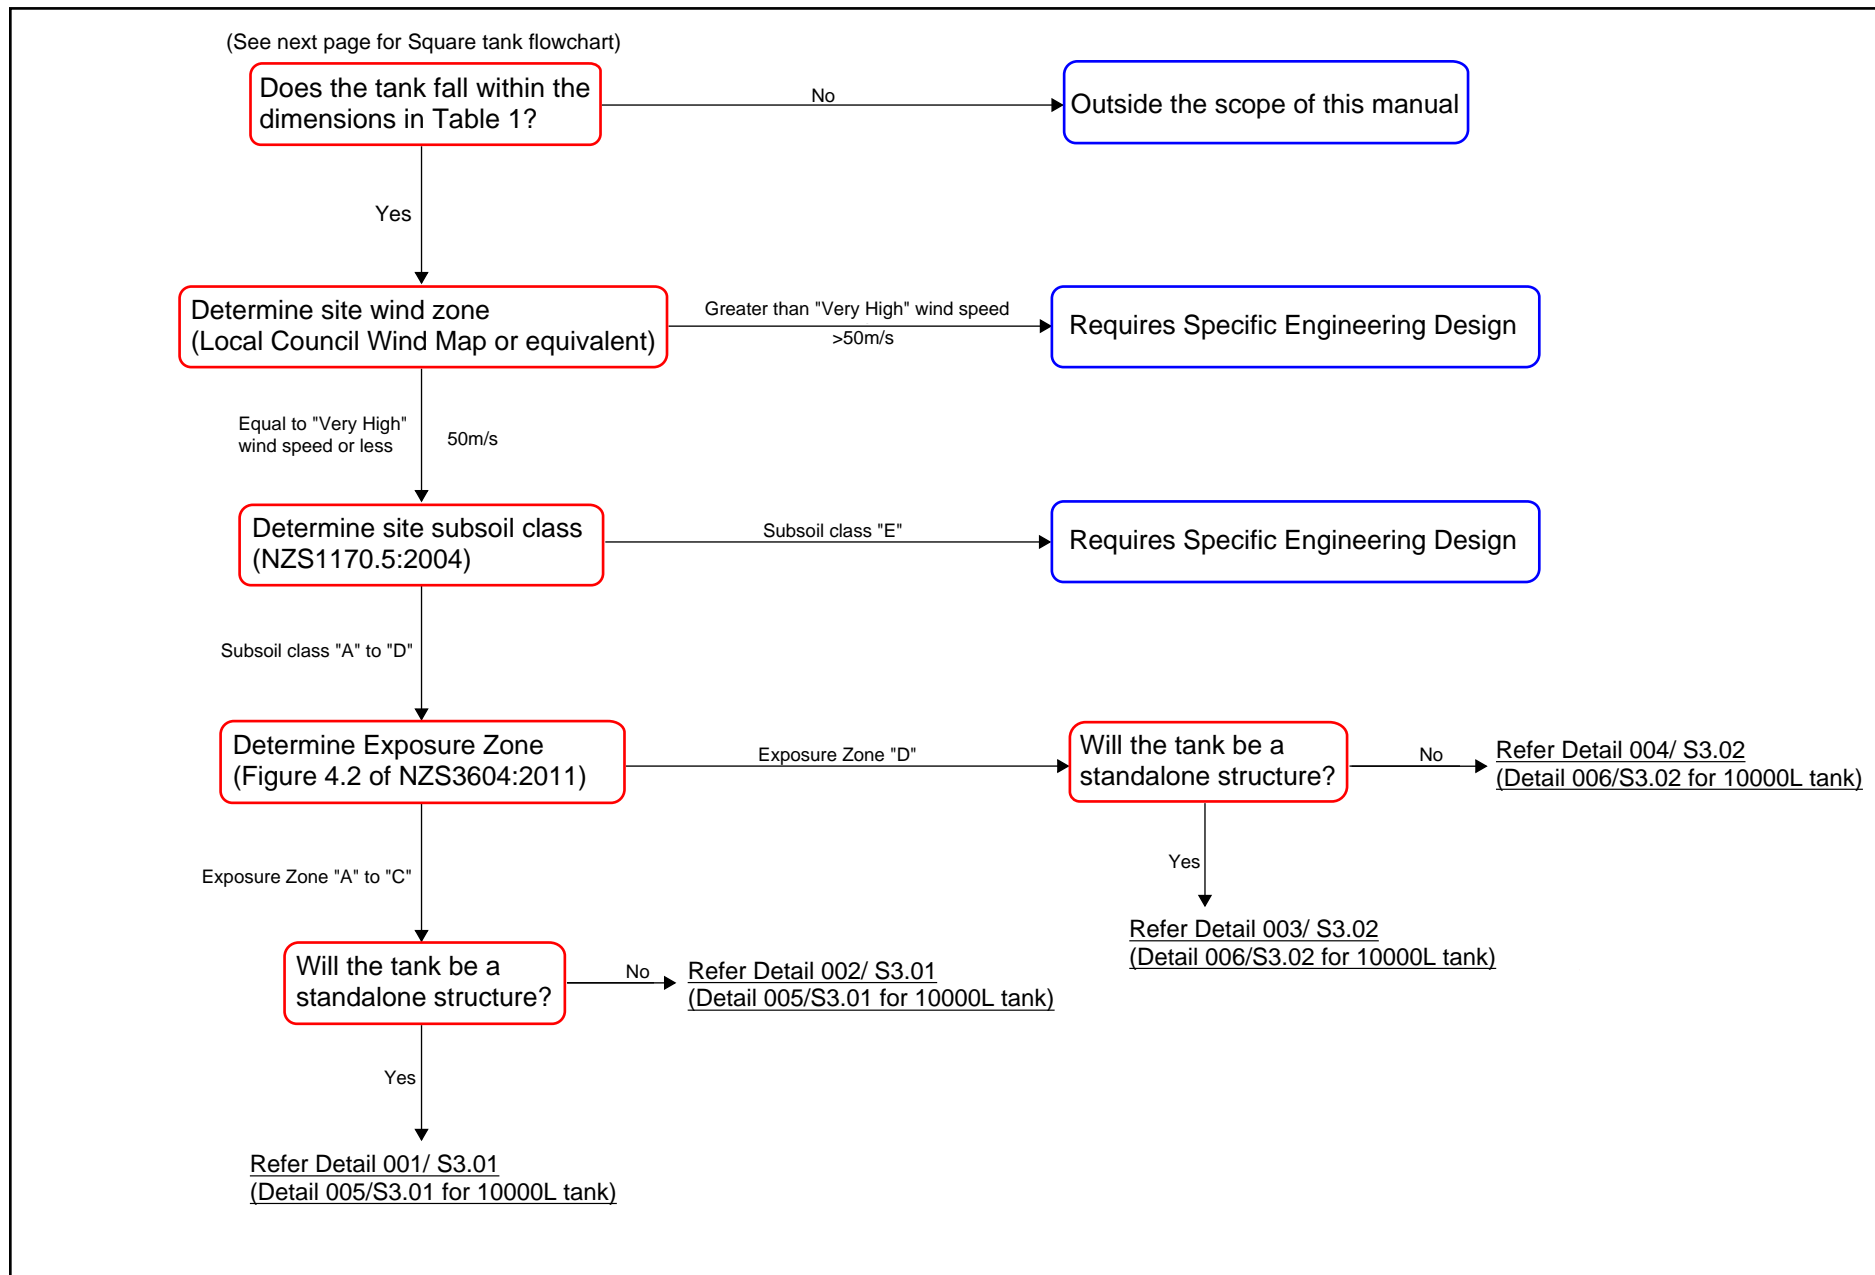 (See next page for Square tank flowchart)
Does the tank fall within the
dimensions in Table 1?
No
Outside the scope of this manual
Yes
Determine site wind zone
(Local Council Wind Map or equivalent)
Greater than "Very High" wind speed
>50m/s
Requires Specific Engineering Design
Equal to "Very High"
wind speed or less
50m/s
Determine site subsoil class
(NZS1170.5:2004)
Subsoil class "E"
Requires Specific Engineering Design
Subsoil class "A" to "D"
Determine Exposure Zone
(Figure 4.2 of NZS3604:2011)
Exposure Zone "D"
Will the tank be a
standalone structure?
No
Refer Detail 004/ S3.02
(Detail 006/S3.02 for 10000L tank)
Yes
Refer Detail 003/ S3.02
(Detail 006/S3.02 for 10000L tank)
Exposure Zone "A" to "C"
Will the tank be a
standalone structure?
No
Refer Detail 002/ S3.01
(Detail 005/S3.01 for 10000L tank)
Yes
Refer Detail 001/ S3.01
(Detail 005/S3.01 for 10000L tank)